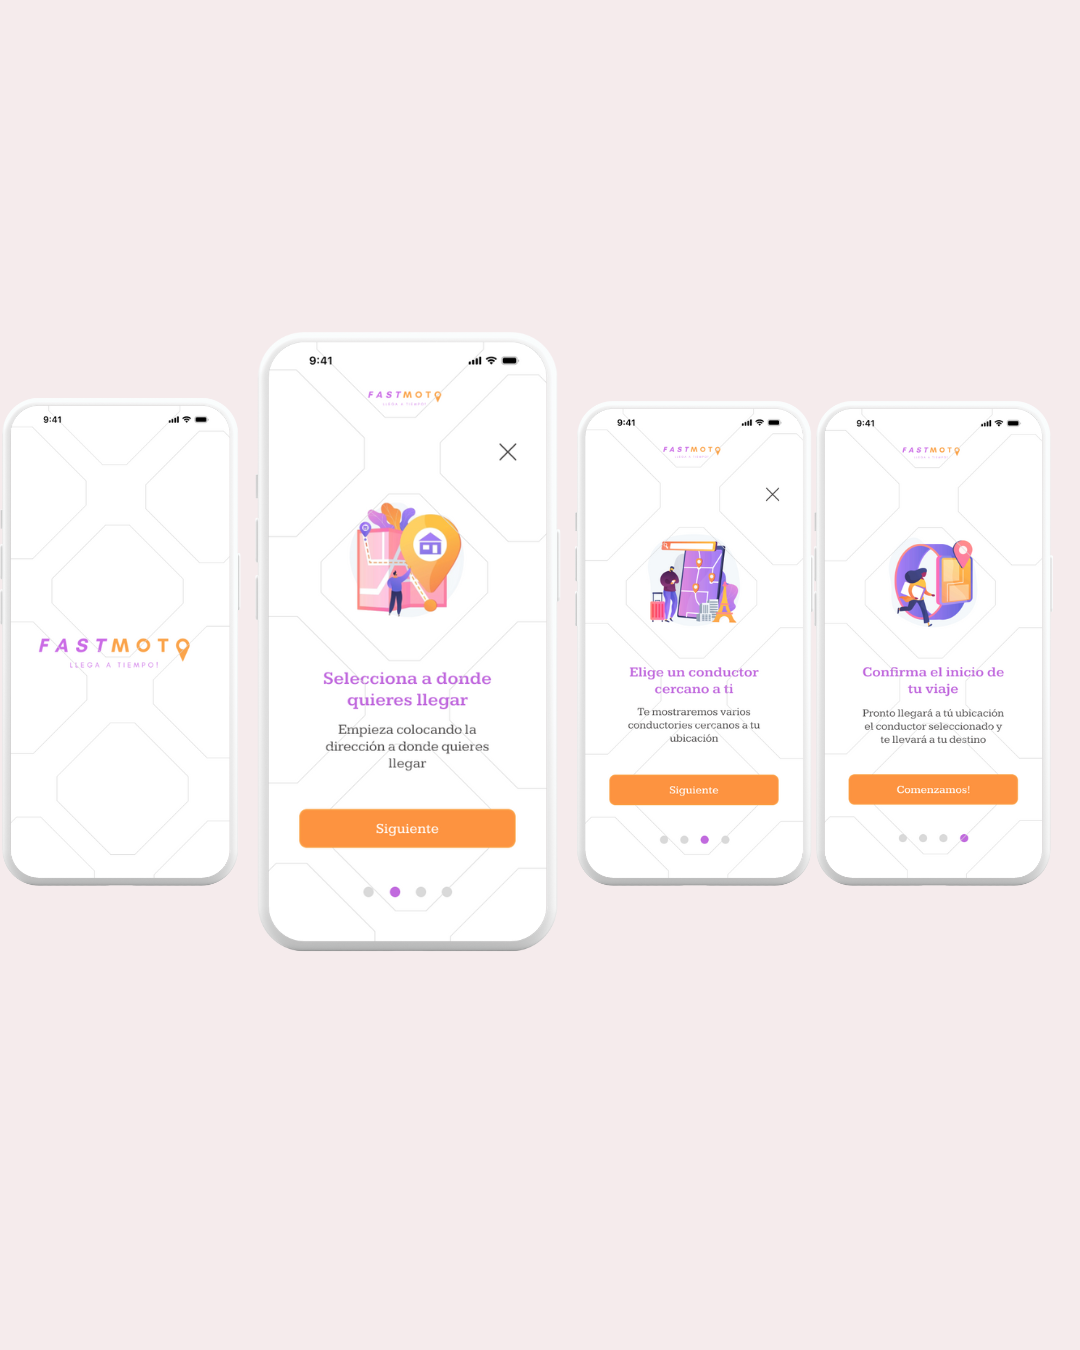 9:41
FASTMOTO
LLEGA A TIEMPO!
9:41
FASTMOTO
LLEGA A TIEMPO!
Selecciona a donde
quieres llegar
Empieza colocando la
dirección a donde quieres
llegar
Siguiente
9:41
FASTMOTO
LLEGA A TIEMPO!
Elige un conductor
cercano a ti
Te mostraremos varios
conductories cercanos a tu
ubicación
Siguiente
9:41
FASTMOTO
LLEGA A TIEMPO!
Confirma el inicio de
tu viaje
Pronto llegará a tú ubicación
el conductor seleccionado y
te llevará a tu destino
Comenzamos!